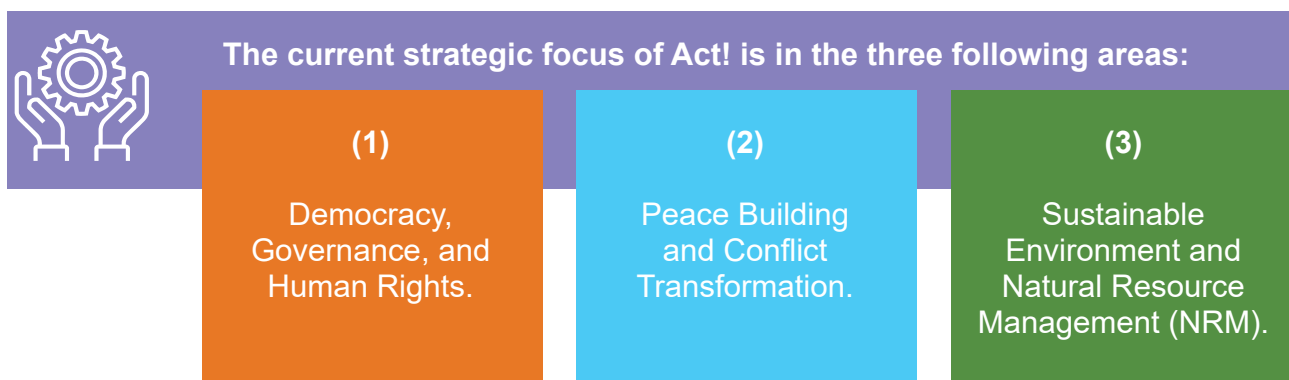 The current strategic focus of Act! is in the three following areas:
(1)
Democracy,
Governance, and
Human Rights.
(2)
Peace Building
and Conflict
Transformation.
(3)
Sustainable
Environment and
Natural Resource
Management (NRM).